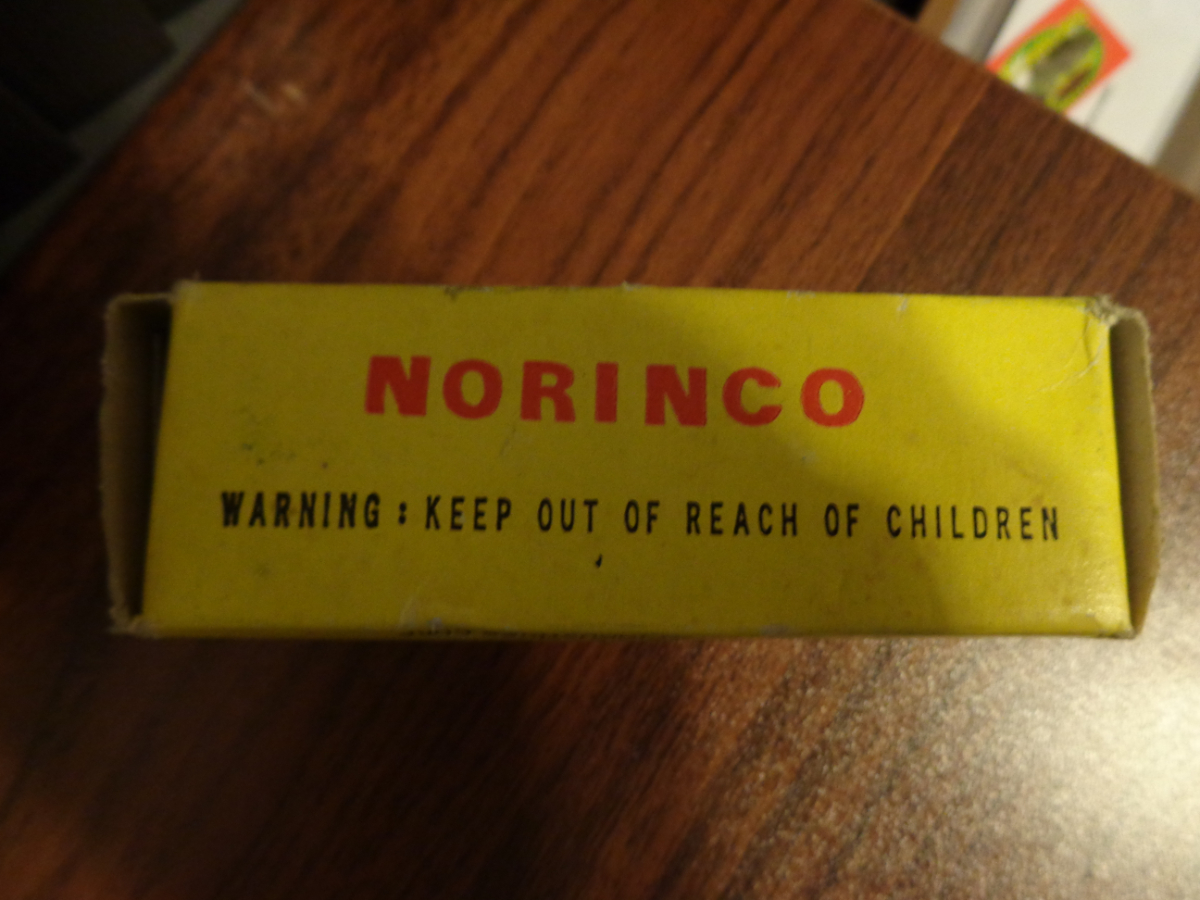 NORINCO
WARNING : KEEP OUT OF REACH OF CHILDREN